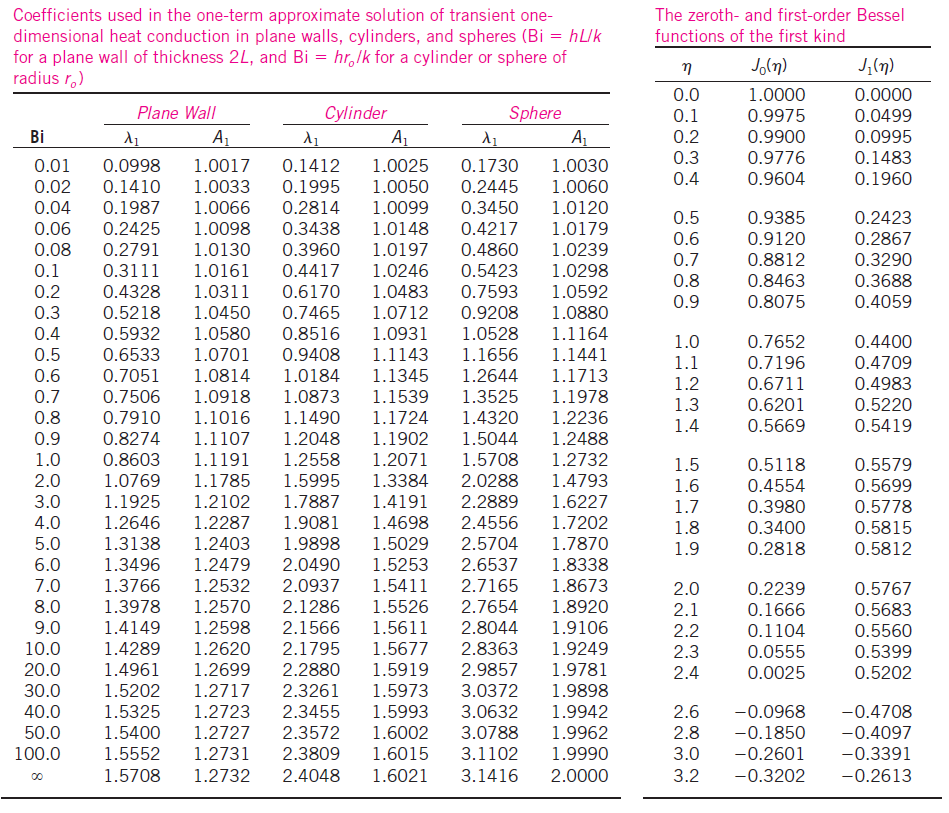 Coefficients used in the one-term approximate solution of transient one-
dimensional heat conduction in plane walls, cylinders, and spheres (Bi = hL/k
for a plane wall of thickness 2L, and Bi = hrₒ/k for a cylinder or sphere of
radius rₒ)
Plane Wall Cylinder Sphere
Bi λ₁ A₁ λ₁ A₁ λ₁ A₁
0.01 0.0998 1.0017 0.1412 1.0025 0.1730 1.0030
0.02 0.1410 1.0033 0.1995 1.0050 0.2445 1.0060
0.04 0.1987 1.0066 0.2814 1.0099 0.3450 1.0120
0.06 0.2425 1.0098 0.3438 1.0148 0.4217 1.0179
0.08 0.2791 1.0130 0.3960 1.0197 0.4860 1.0239
0.1 0.3111 1.0161 0.4417 1.0246 0.5423 1.0298
0.2 0.4328 1.0311 0.6170 1.0483 0.7593 1.0592
0.3 0.5218 1.0450 0.7465 1.0712 0.9208 1.0880
0.4 0.5932 1.0580 0.8516 1.0931 1.0528 1.1164
0.5 0.6533 1.0701 0.9408 1.1143 1.1656 1.1441
0.6 0.7051 1.0814 1.0184 1.1345 1.2644 1.1713
0.7 0.7506 1.0918 1.0873 1.1539 1.3525 1.1978
0.8 0.7910 1.1016 1.1490 1.1724 1.4320 1.2236
0.9 0.8274 1.1107 1.2048 1.1902 1.5044 1.2488
1.0 0.8603 1.1191 1.2558 1.2071 1.5708 1.2732
2.0 1.0769 1.1785 1.5995 1.3384 2.0288 1.4793
3.0 1.1925 1.2102 1.7887 1.4191 2.2889 1.6227
4.0 1.2646 1.2287 1.9081 1.4698 2.4556 1.7202
5.0 1.3138 1.2403 1.9898 1.5029 2.5704 1.7870
6.0 1.3496 1.2479 2.0490 1.5253 2.6537 1.8338
7.0 1.3766 1.2532 2.0937 1.5411 2.7165 1.8673
8.0 1.3978 1.2570 2.1286 1.5526 2.7654 1.8920
9.0 1.4149 1.2598 2.1566 1.5611 2.8044 1.9106
10.0 1.4289 1.2620 2.1795 1.5677 2.8363 1.9249
20.0 1.4961 1.2699 2.2880 1.5919 2.9857 1.9781
30.0 1.5202 1.2717 2.3261 1.5973 3.0372 1.9898
40.0 1.5325 1.2723 2.3455 1.5993 3.0632 1.9942
50.0 1.5400 1.2727 2.3572 1.6002 3.0788 1.9962
100.0 1.5552 1.2731 2.3809 1.6015 3.1102 1.9990
∞ 1.5708 1.2732 2.4048 1.6021 3.1416 2.0000
The zeroth- and first-order Bessel
functions of the first kind
η J₀(η) J₁(η)
0.0 1.0000 0.0000
0.1 0.9975 0.0499
0.2 0.9900 0.0995
0.3 0.9776 0.1483
0.4 0.9604 0.1960
0.5 0.9385 0.2423
0.6 0.9120 0.2867
0.7 0.8812 0.3290
0.8 0.8463 0.3688
0.9 0.8075 0.4059
1.0 0.7652 0.4400
1.1 0.7196 0.4709
1.2 0.6711 0.4983
1.3 0.6201 0.5220
1.4 0.5669 0.5419
1.5 0.5118 0.5579
1.6 0.4554 0.5699
1.7 0.3980 0.5778
1.8 0.3400 0.5815
1.9 0.2818 0.5812
2.0 0.2239 0.5767
2.1 0.1666 0.5683
2.2 0.1104 0.5560
2.3 0.0555 0.5399
2.4 0.0025 0.5202
2.6 −0.0968 −0.4708
2.8 −0.1850 −0.4097
3.0 −0.2601 −0.3391
3.2 −0.3202 −0.2613